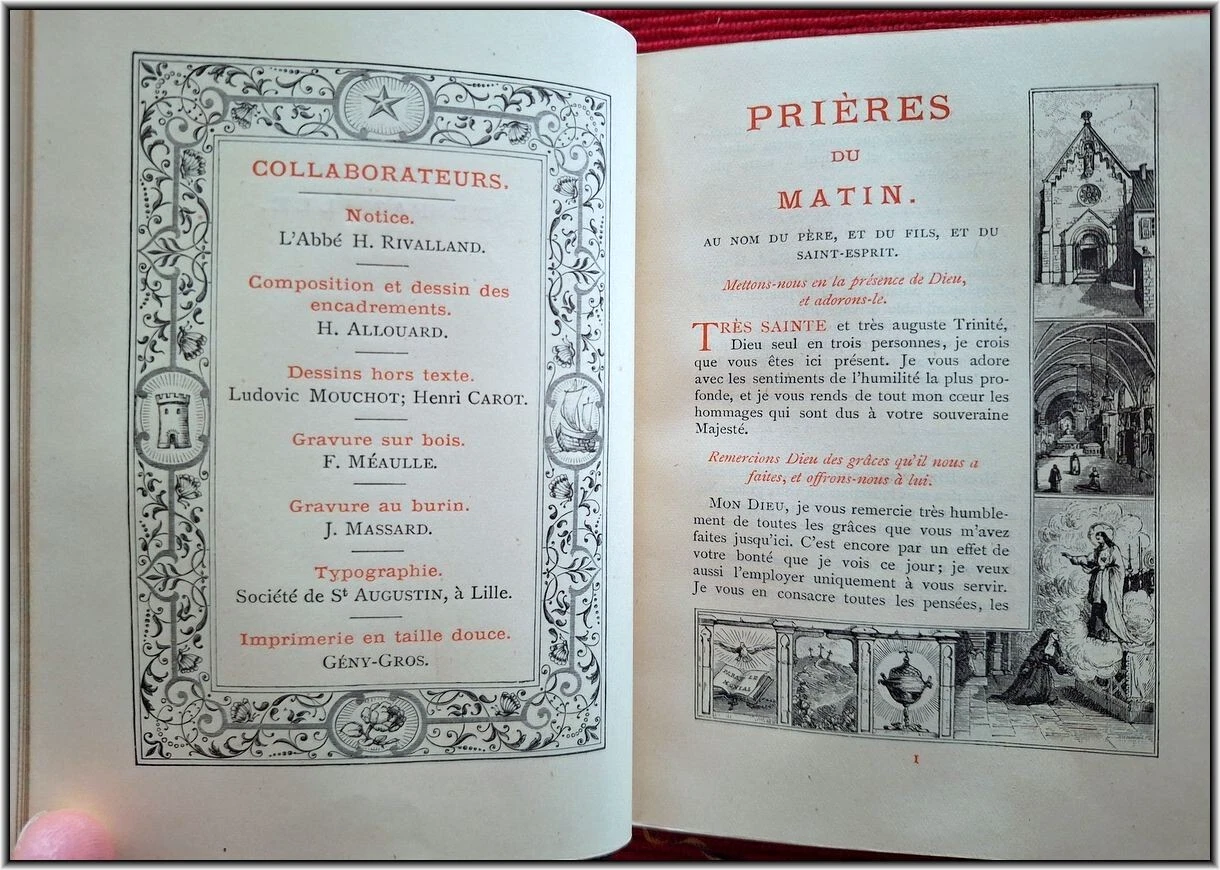 COLLABORATEURS.
Notice.
L'Abbé H. RIVALLAND.
Composition et dessin des
encadrements.
H. ALLOUARD.
Dessins hors texte.
Ludovic MOUCHOT; Henri CAROT.
Gravure sur bois.
F. MÉAULLE.
Gravure au burin.
J. MASSARD.
Typographie.
Société de St AUGUSTIN, à Lille.
Imprimerie en taille douce.
GÉNY-GROS.
PRIÈRES
DU
MATIN.
AU NOM DU PÈRE, ET DU FILS, ET DU
SAINT-ESPRIT.
Mettons-nous en la présence de Dieu,
et adorons-le.
TRÈS SAINTE et très auguste Trinité,
Dieu seul en trois personnes, je crois
que vous êtes ici présent. Je vous adore
avec les sentiments de l'humilité la plus pro-
fonde, et je vous rends de tout mon cœur les
hommages qui sont dus à votre souveraine
Majesté.
Remercions Dieu des grâces qu'il nous a
faites, et offrons-nous à lui.
MON DIEU, je vous remercie très humble-
ment de toutes les grâces que vous m'avez
faites jusqu'ici. C'est encore par un effet de
votre bonté que je vois ce jour; je veux
aussi l'employer uniquement à vous servir.
Je vous en consacre toutes les pensées, les
PARAY LE
MONIAL
1